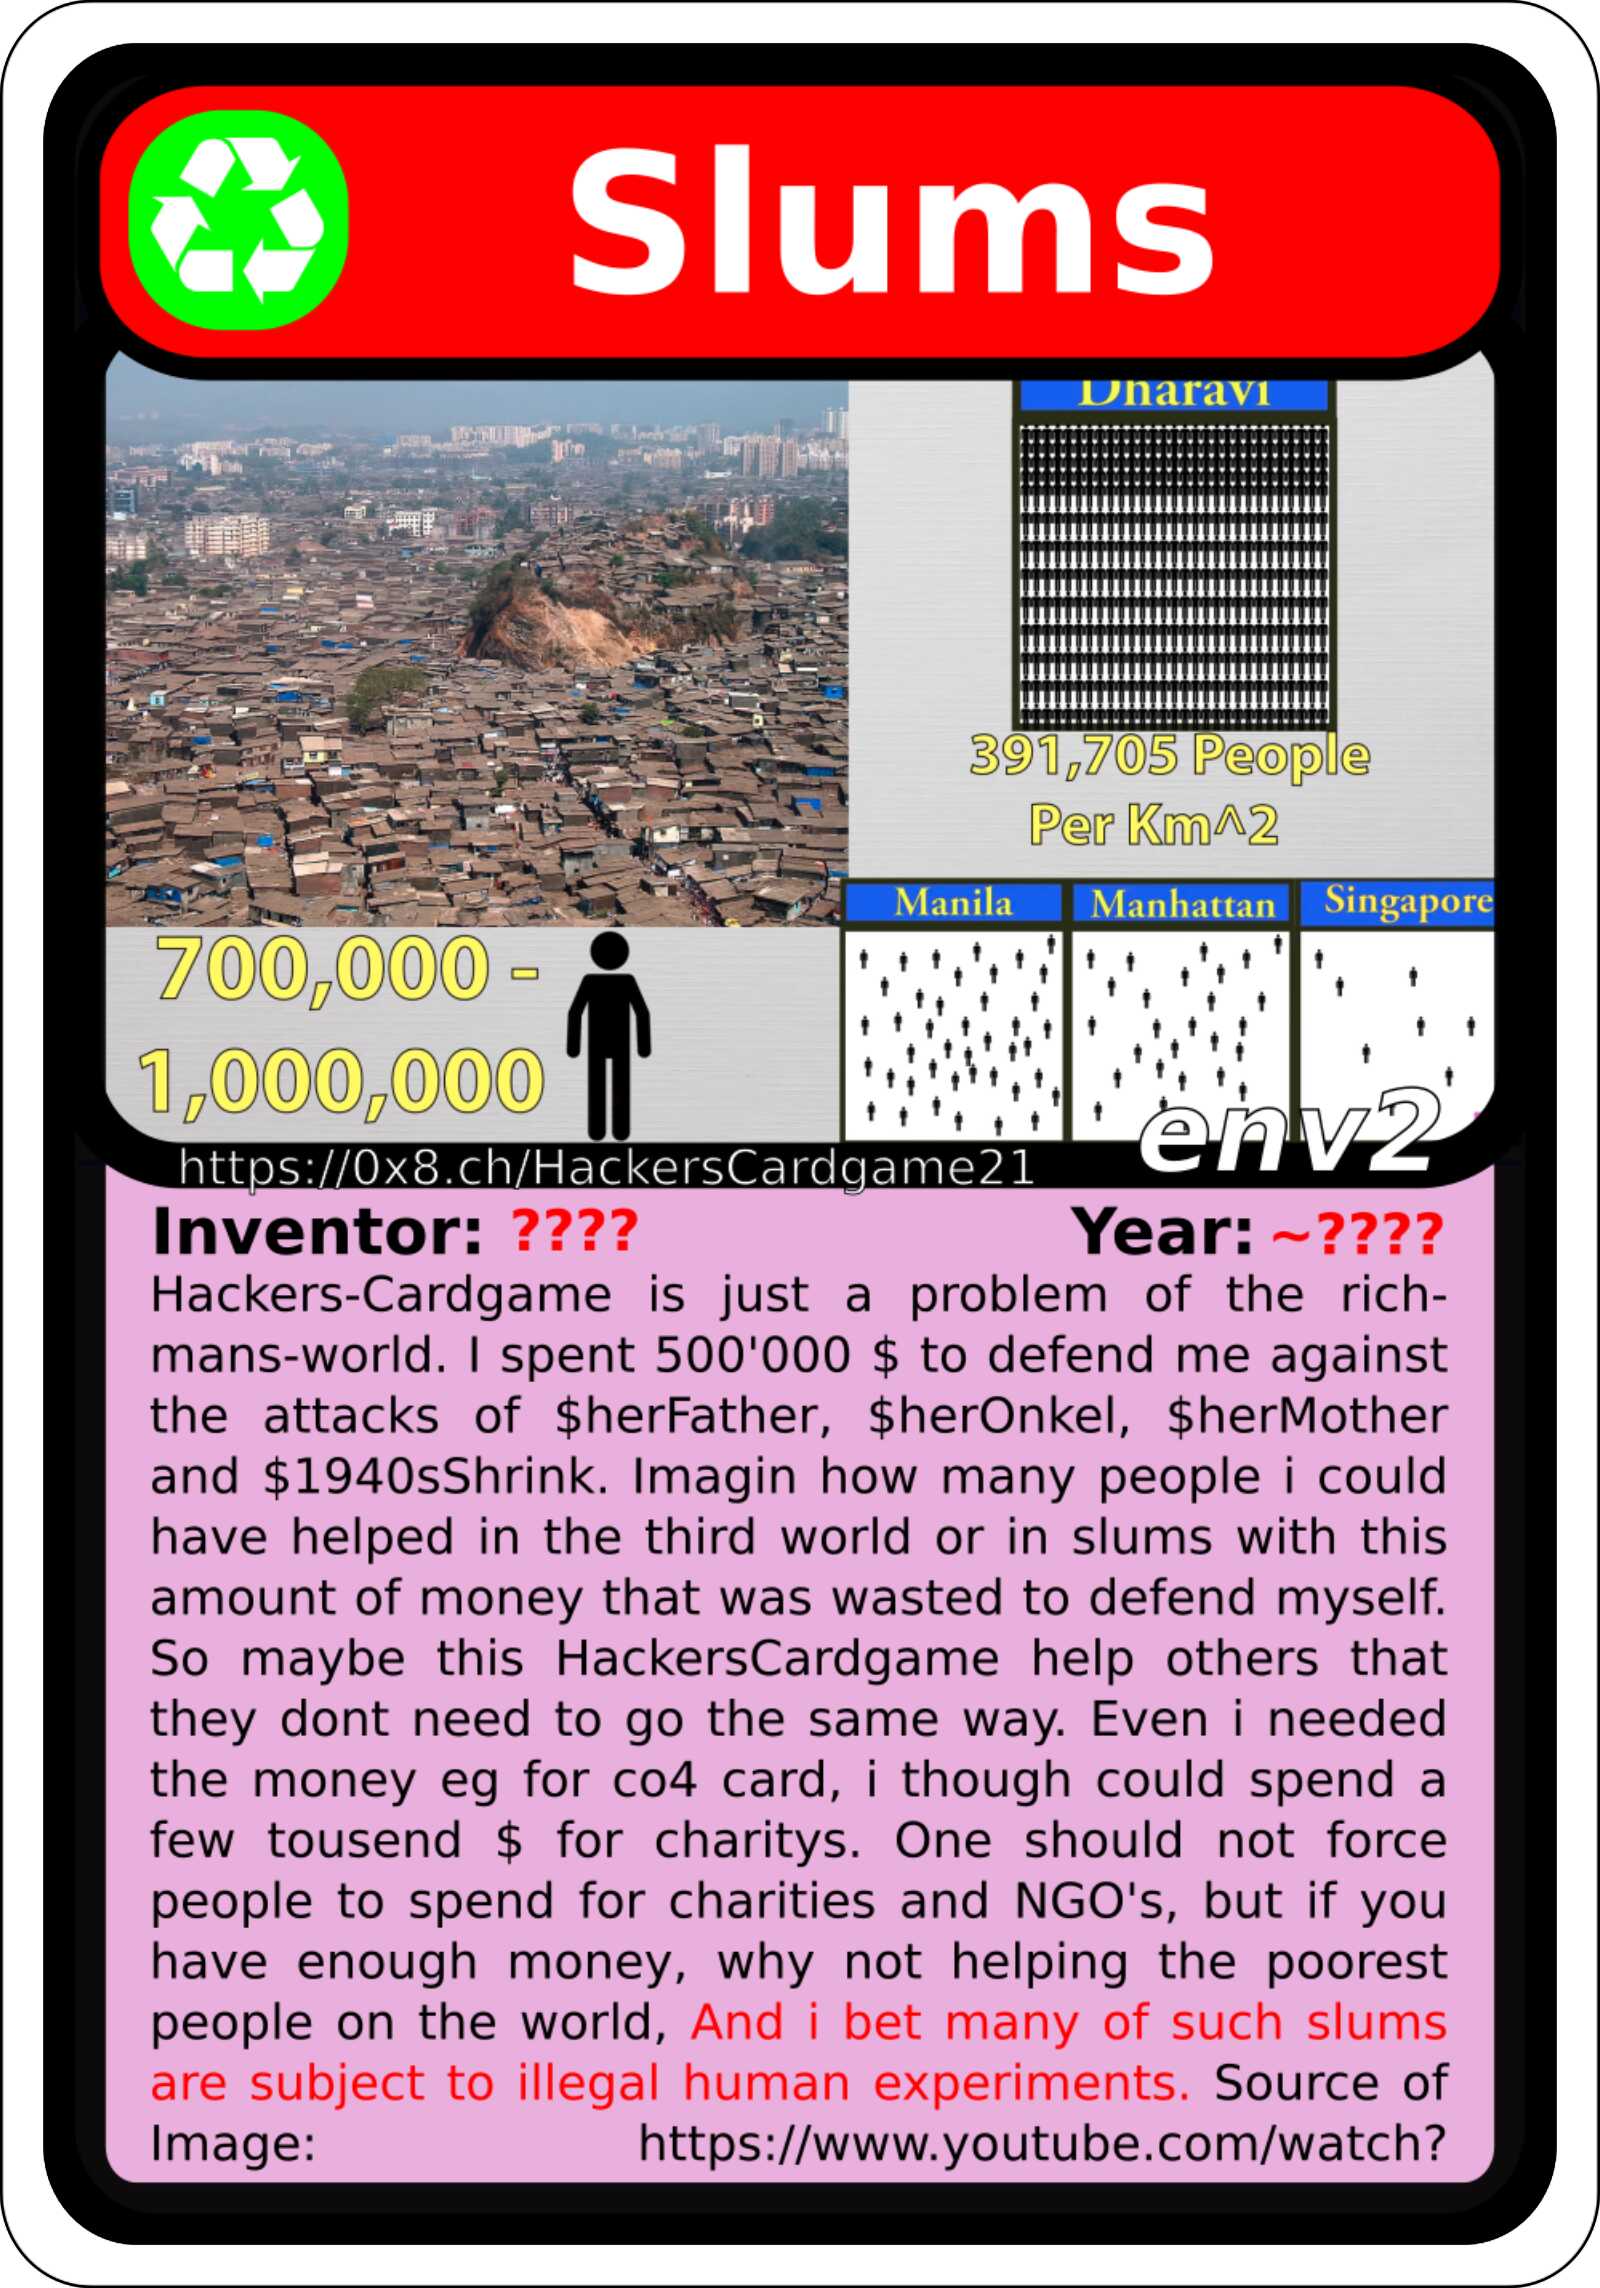 Slums
Dharavi
391,705 People
Per Km^2
Manila
Manhattan
Singapore
700,000 -
1,000,000
env2
https://0x8.ch/HackersCardgame21
Inventor: ???? Year: ~????
Hackers-Cardgame is just a problem of the rich-
mans-world. I spent 500'000 $ to defend me against
the attacks of $herFather, $herOnkel, $herMother
and $1940sShrink. Imagin how many people i could
have helped in the third world or in slums with this
amount of money that was wasted to defend myself.
So maybe this HackersCardgame help others that
they dont need to go the same way. Even i needed
the money eg for co4 card, i though could spend a
few tousend $ for charitys. One should not force
people to spend for charities and NGO's, but if you
have enough money, why not helping the poorest
people on the world, And i bet many of such slums
are subject to illegal human experiments. Source of
Image: https://www.youtube.com/watch?